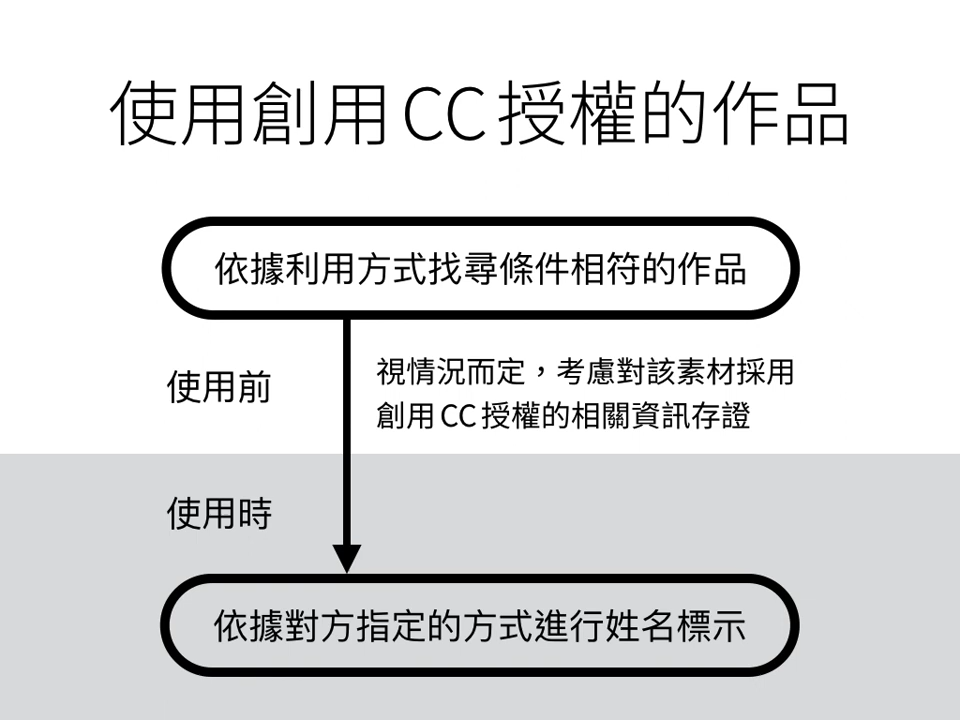 使用創用 CC 授權的作品
依據利用方式找尋條件相符的作品
使用前
視情況而定，考慮對該素材採用
創用 CC 授權的相關資訊存證
使用時
依據對方指定的方式進行姓名標示